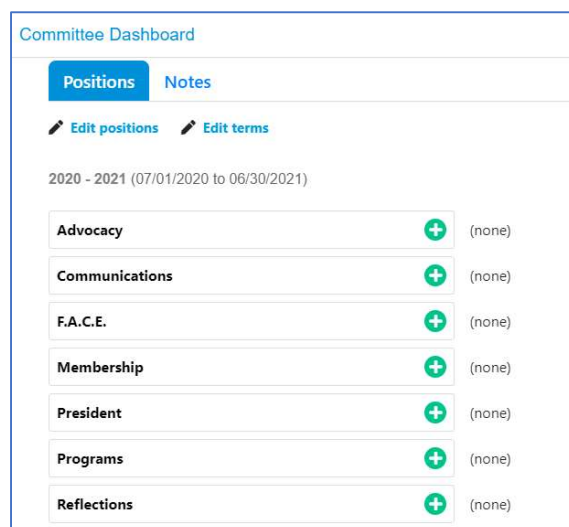 Committee Dashboard
Positions Notes
Edit positions Edit terms
2020 - 2021 (07/01/2020 to 06/30/2021)
Advocacy (none)
Communications (none)
F.A.C.E. (none)
Membership (none)
President (none)
Programs (none)
Reflections (none)